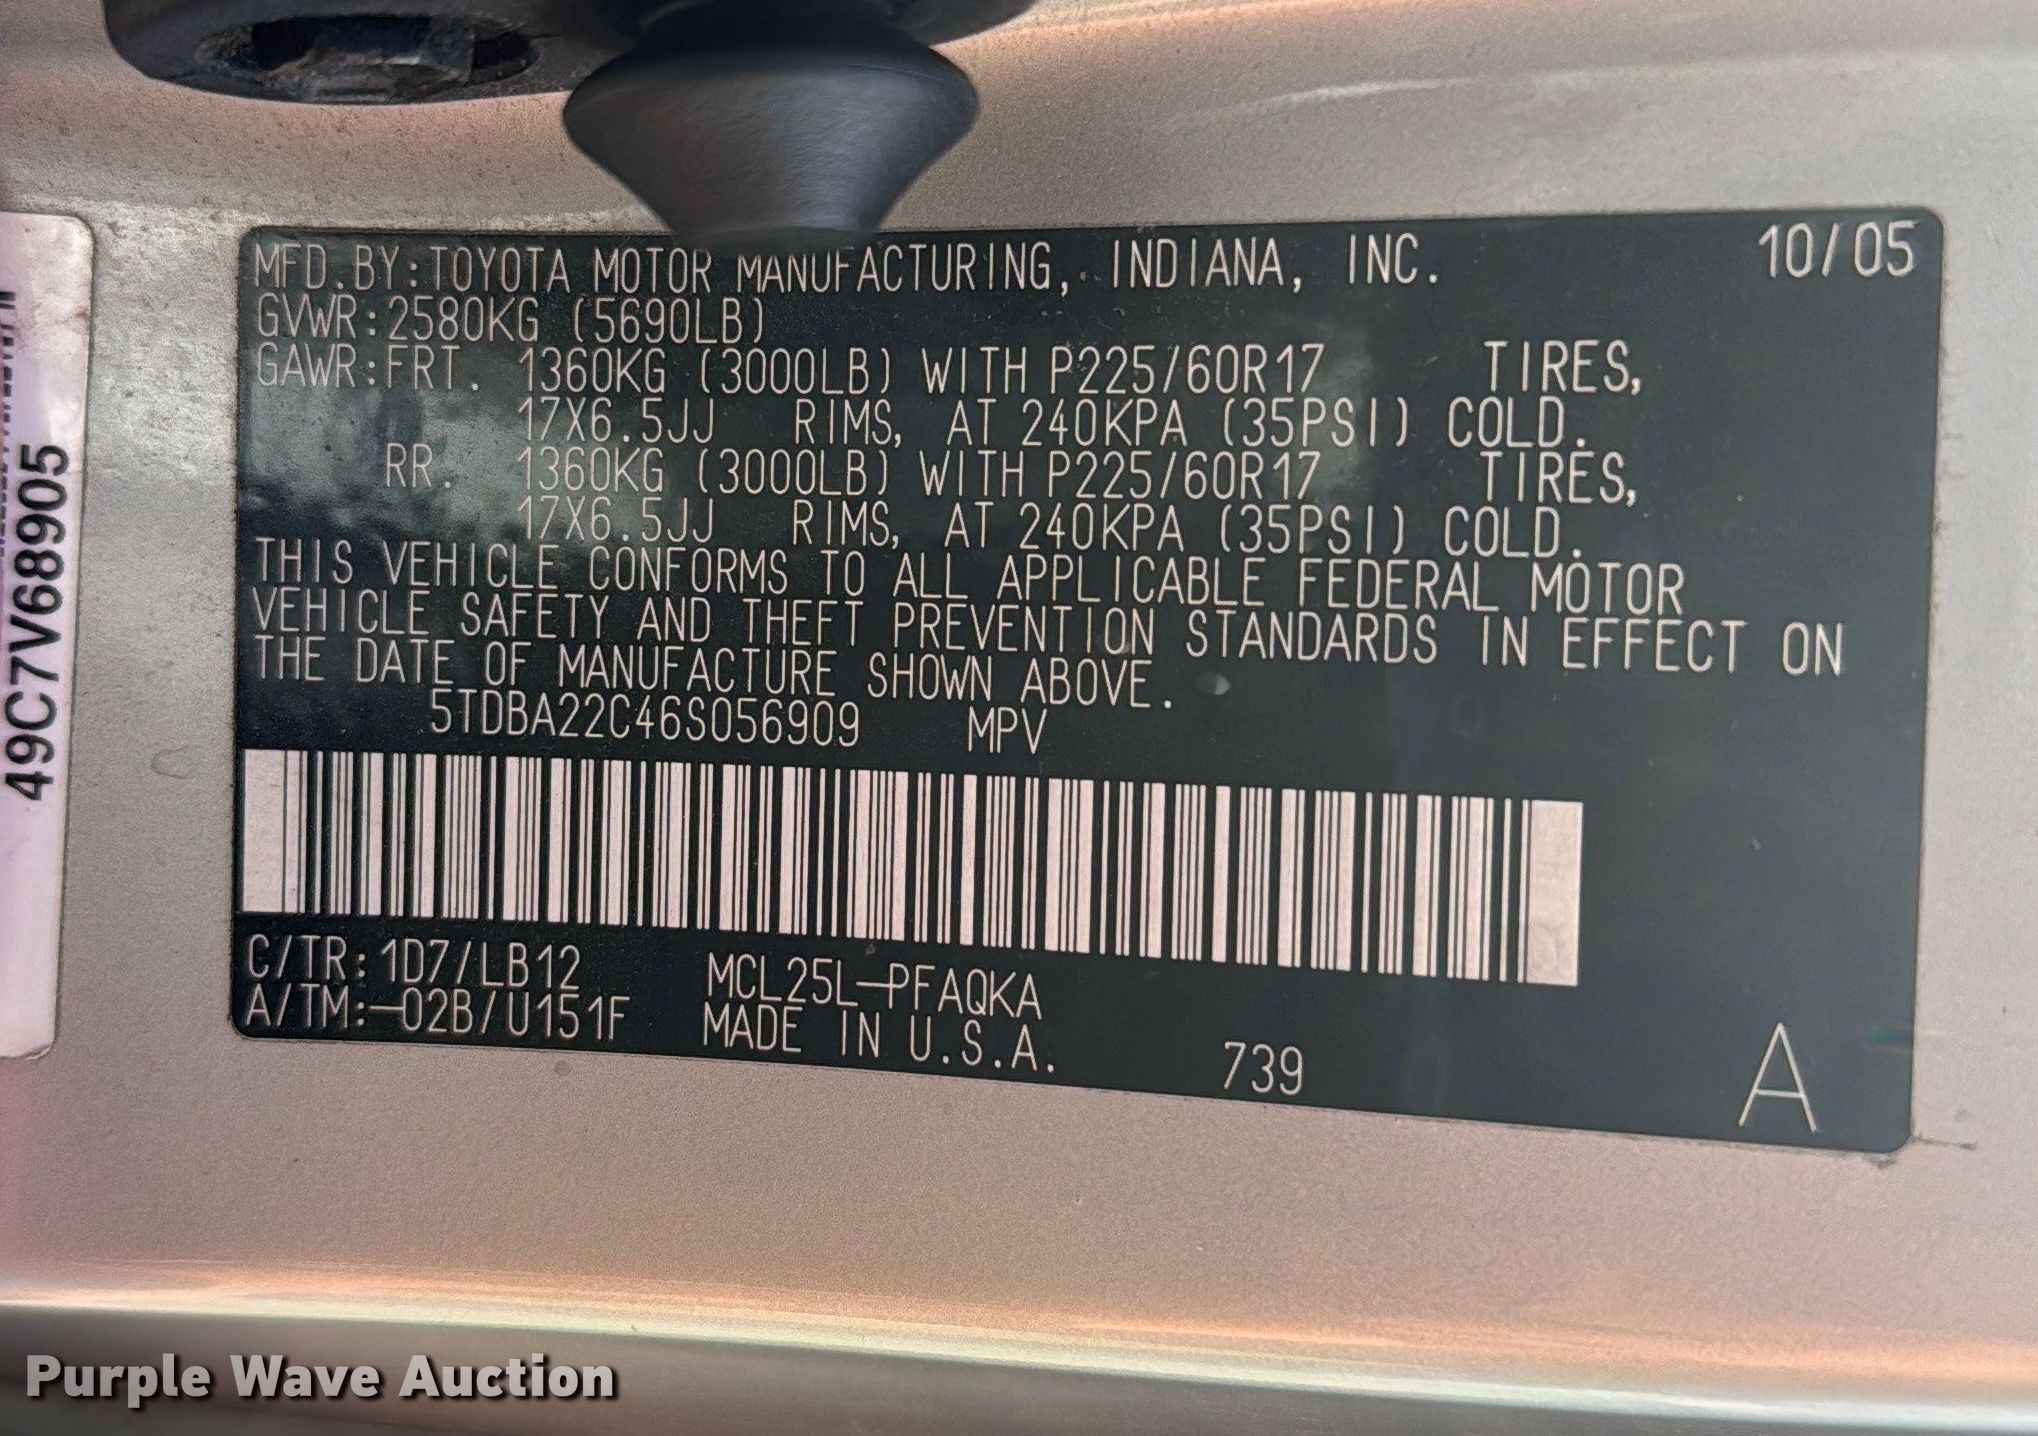 MFD.BY:TOYOTA MOTOR MANUFACTURING, INDIANA, INC. 10/05
GVWR:2580KG (5690LB)
GAWR:FRT. 1360KG (3000LB) WITH P225/60R17 TIRES,
17X6.5JJ RIMS, AT 240KPA (35PSI) COLD.
RR. 1360KG (3000LB) WITH P225/60R17 TIRES,
17X6.5JJ RIMS, AT 240KPA (35PSI) COLD.
THIS VEHICLE CONFORMS TO ALL APPLICABLE FEDERAL MOTOR
VEHICLE SAFETY AND THEFT PREVENTION STANDARDS IN EFFECT ON
THE DATE OF MANUFACTURE SHOWN ABOVE.
5TDBA22C46S056909 MPV
C/TR:1D7/LB12 MCL25L-PFAQKA
A/TM:-02B/U151F MADE IN U.S.A.
739
A
49C7V68905
Purple Wave Auction